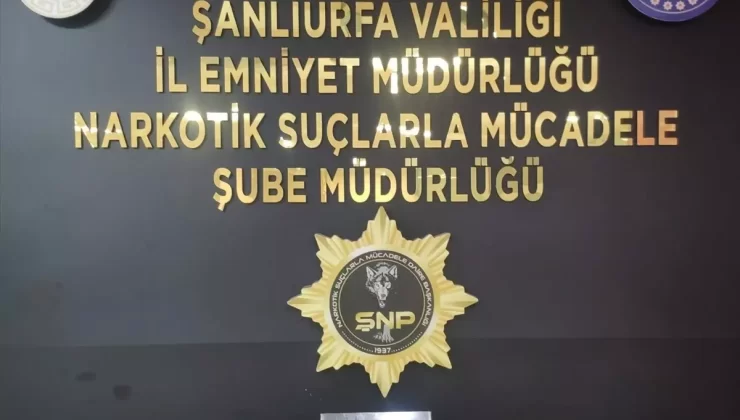 ŞANLIURFA VALİLİĞİ
İL EMNİYET MÜDÜRLÜĞÜ
NARKOTİK SUÇLARLA MÜCADELE
ŞUBE MÜDÜRLÜĞÜ
NARKOTİK SUÇLARLA MÜCADELE DAİRE BAŞKANLIĞI
ŞNP
1937